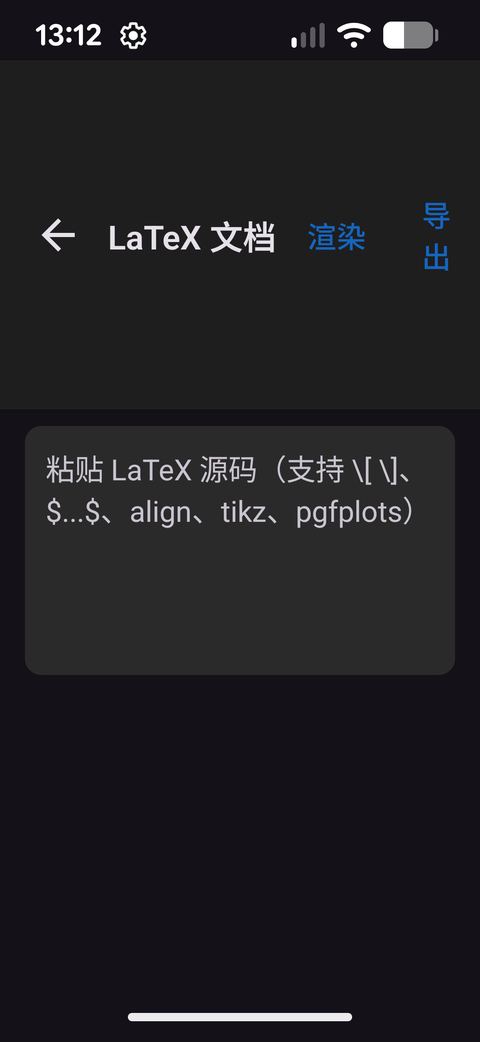 13:12
LaTeX 文档
渲染
导
出
粘贴 LaTeX 源码（支持 \[ \]、
$...$、align、tikz、pgfplots）